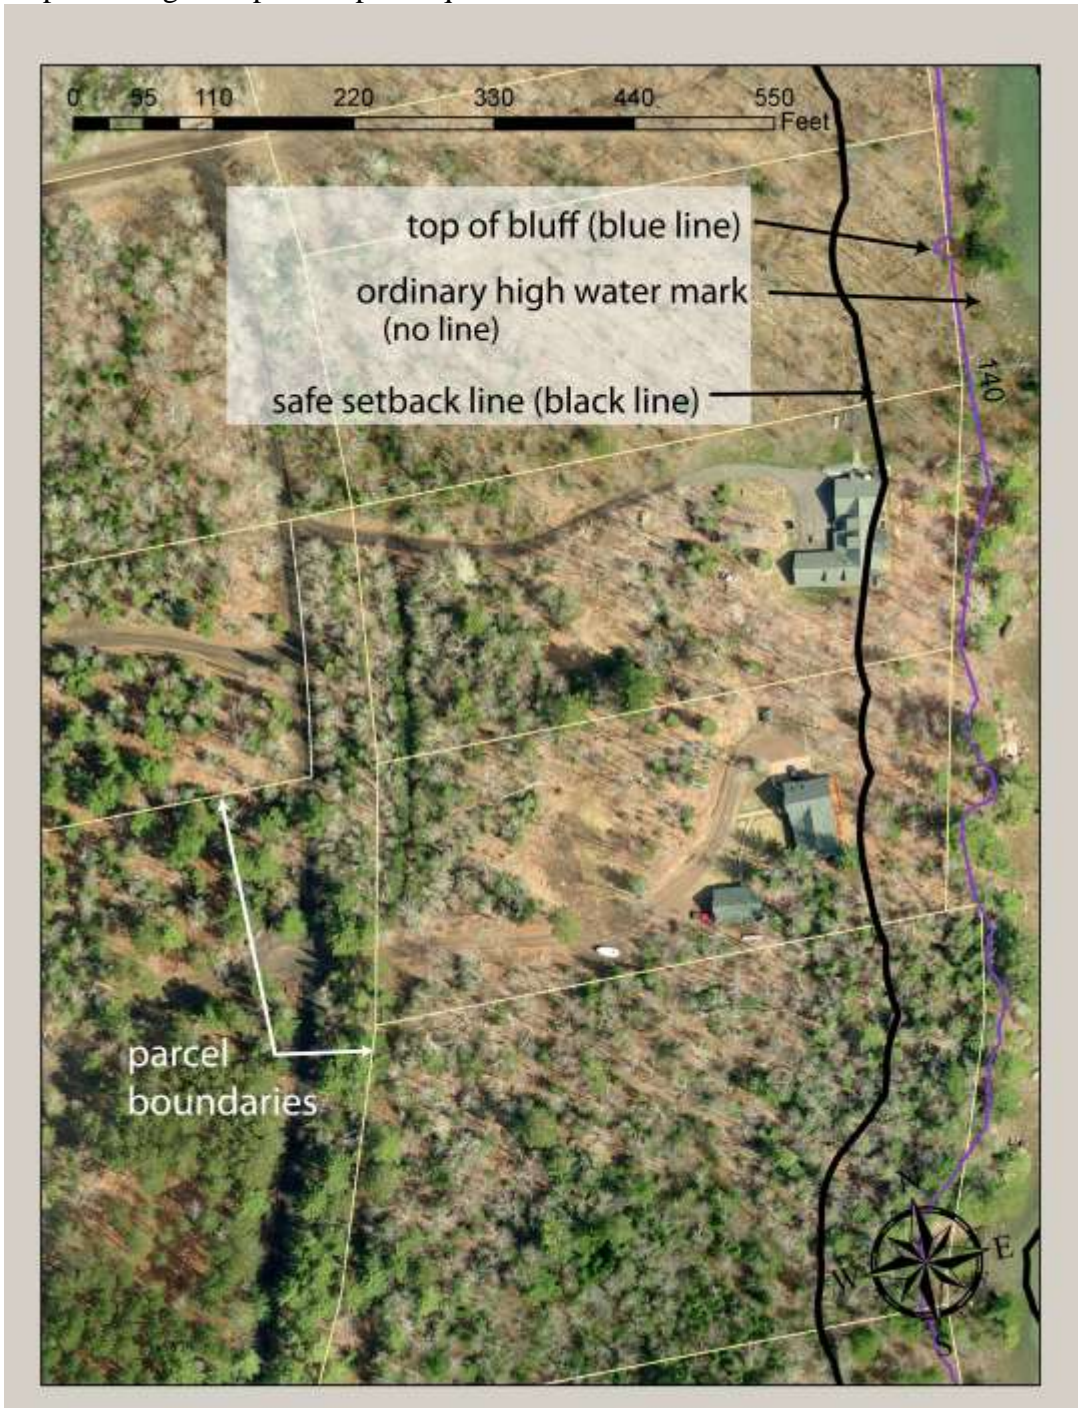 0 55 110 220 330 440 550
Feet
top of bluff (blue line)
ordinary high water mark
(no line)
140
safe setback line (black line)
parcel
boundaries
N
E
W
S